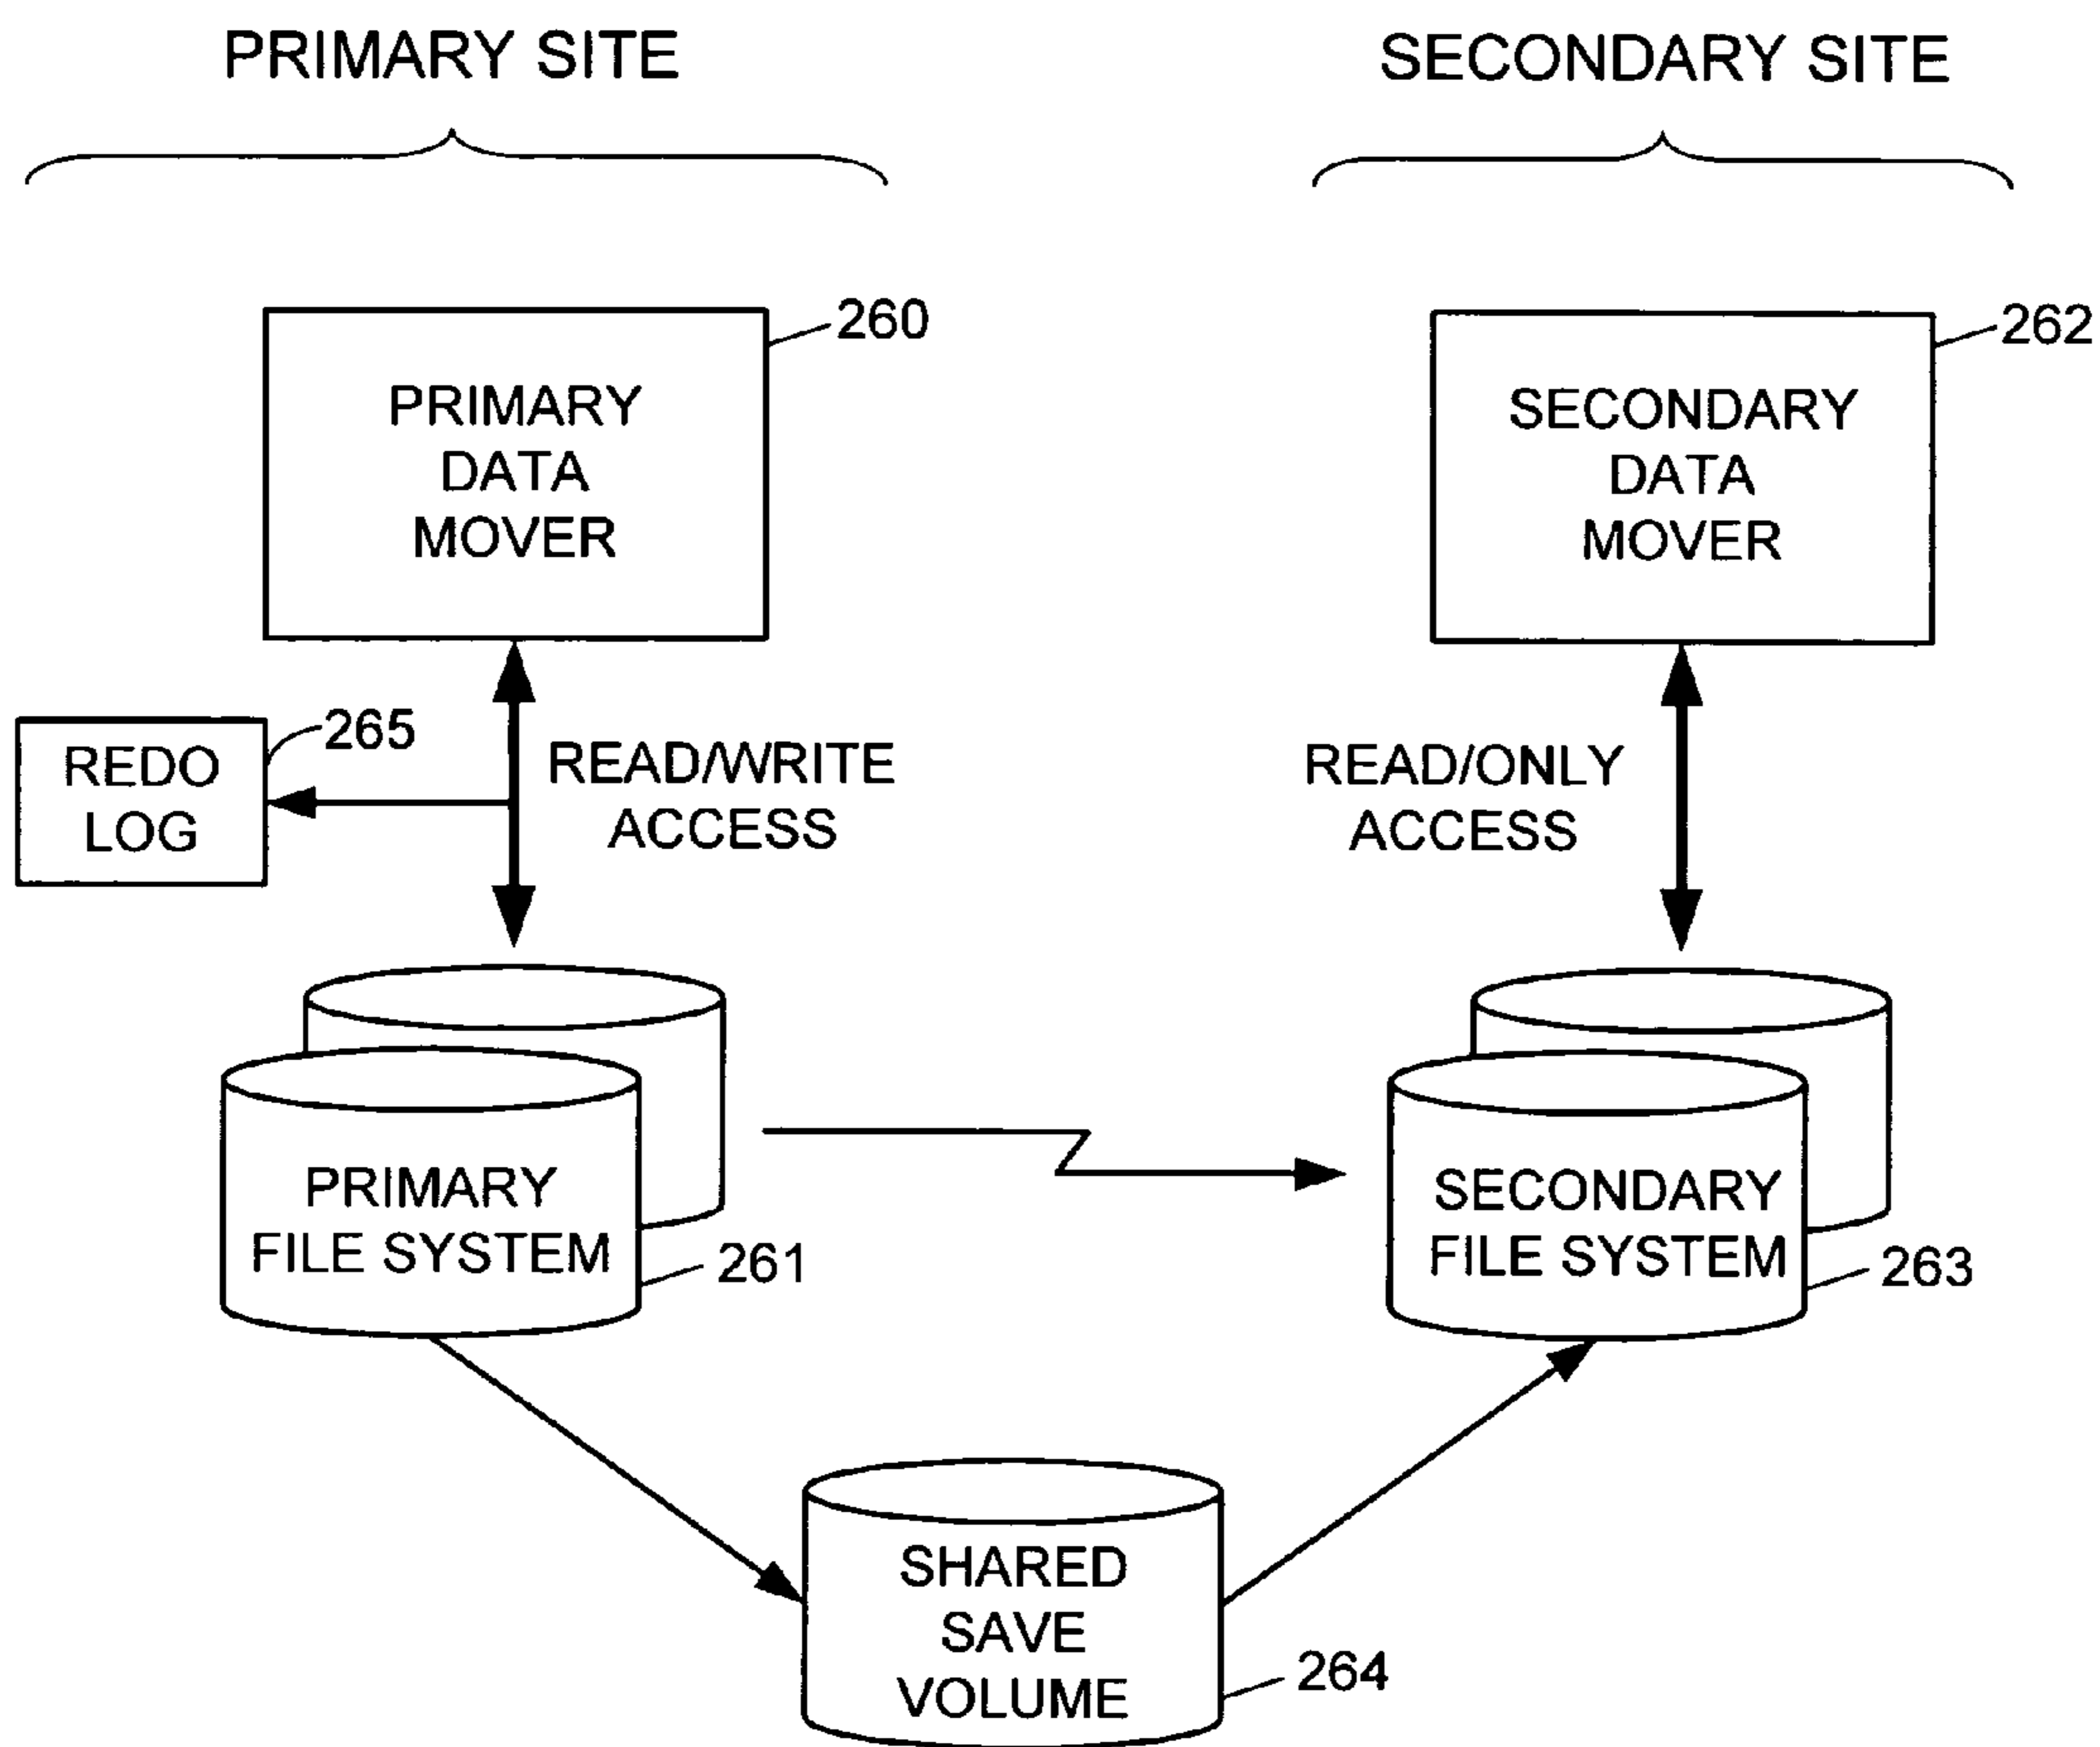 PRIMARY SITE
SECONDARY SITE
260
PRIMARY
DATA
MOVER
262
SECONDARY
DATA
MOVER
265
REDO
LOG
READ/WRITE
ACCESS
READ/ONLY
ACCESS
PRIMARY
FILE SYSTEM
261
SECONDARY
FILE SYSTEM
263
SHARED
SAVE
VOLUME
264